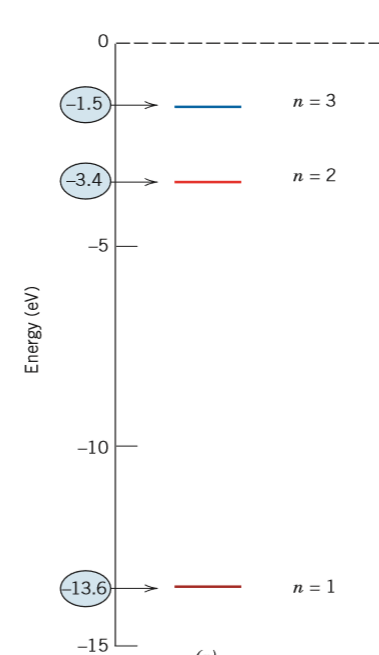 0
–1.5
n = 3
–3.4
n = 2
–5
Energy (eV)
–10
–13.6
n = 1
–15